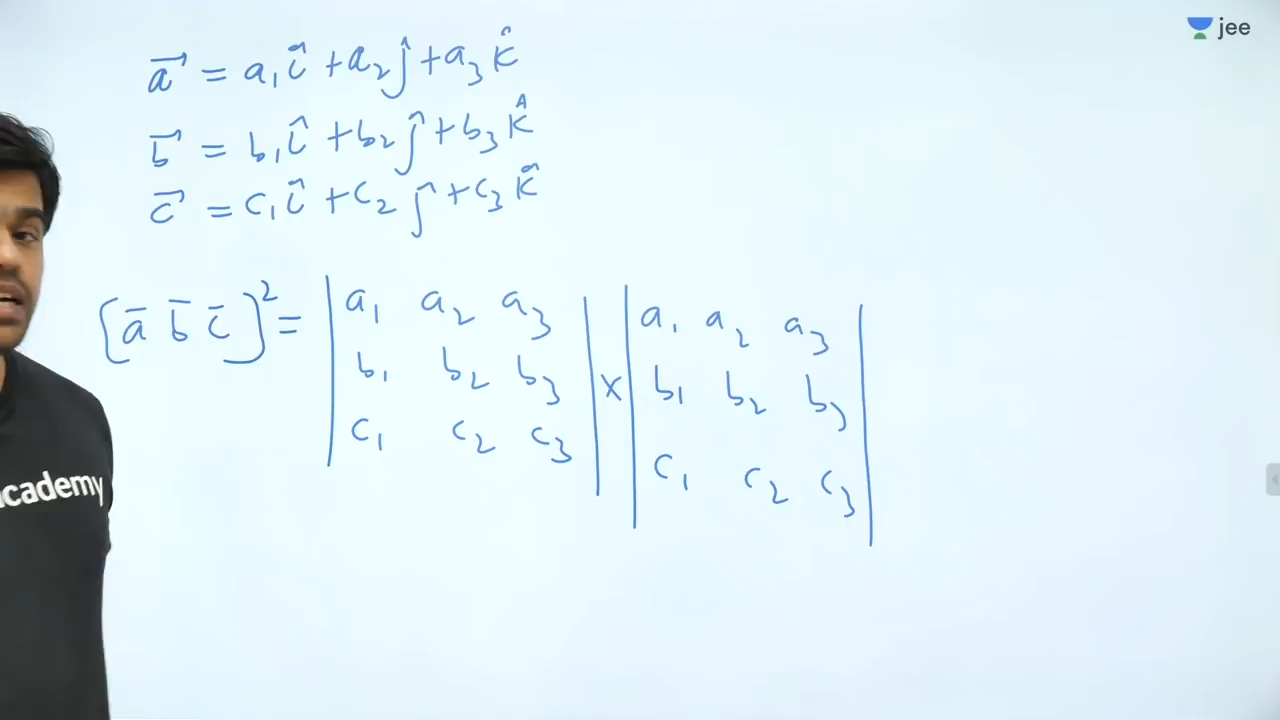 jee
a⃗ = a₁î + a₂ĵ + a₃k̂
b⃗ = b₁î + b₂ĵ + b₃k̂
c⃗ = c₁î + c₂ĵ + c₃k̂
[ā b̄ c̄]² = | a₁ a₂ a₃ | × | a₁ a₂ a₃ |
| b₁ b₂ b₃ | | b₁ b₂ b₃ |
| c₁ c₂ c₃ | | c₁ c₂ c₃ |
cademy